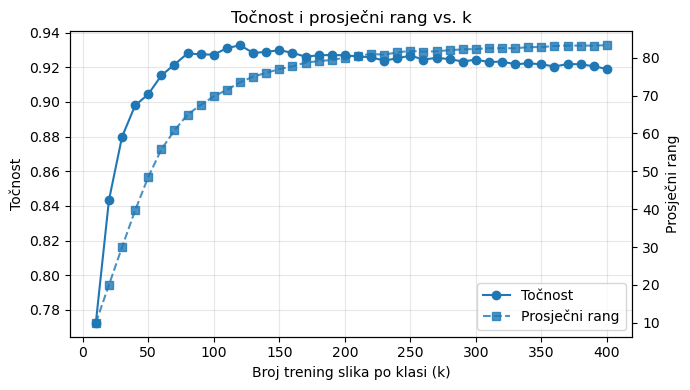 Točnost i prosječni rang vs. k
Točnost
0.94
0.92
0.90
0.88
0.86
0.84
0.82
0.80
0.78
80
70
60
50
40
30
20
10
Prosječni rang
Točnost
Prosječni rang
0 50 100 150 200 250 300 350 400
Broj trening slika po klasi (k)